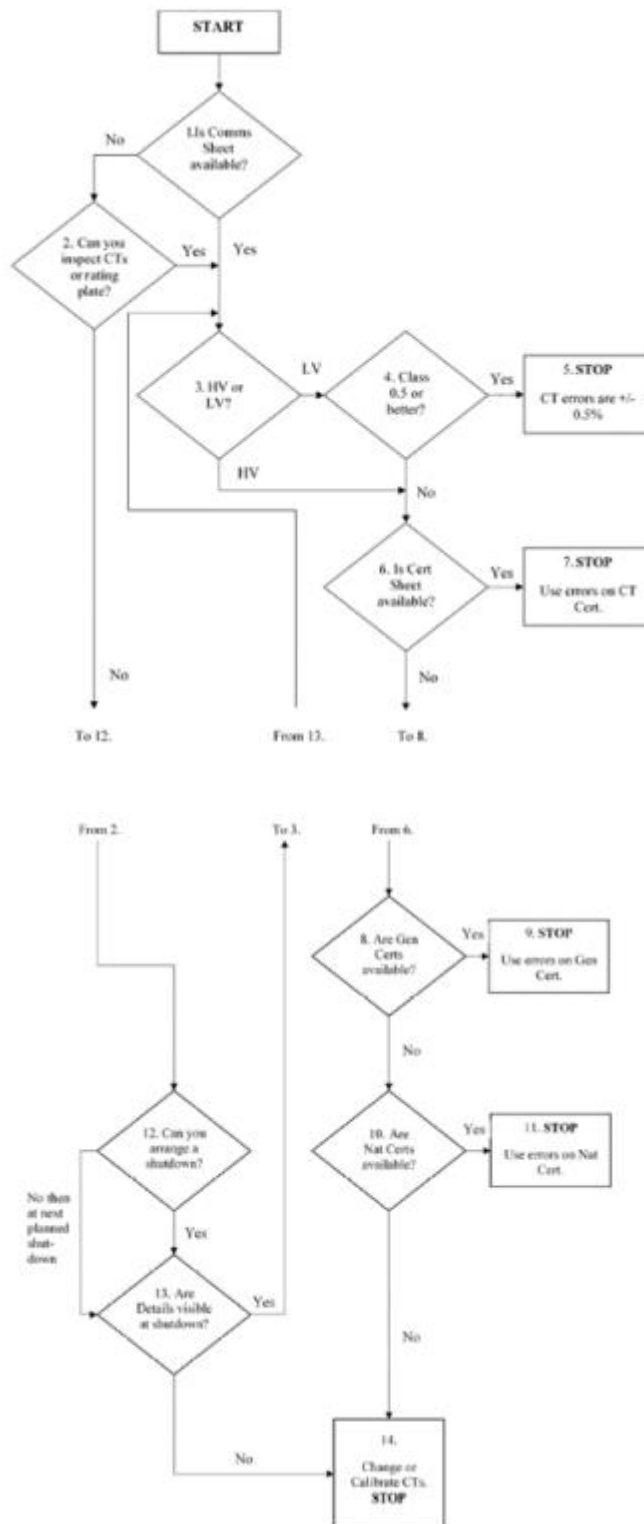 START
No
1.Is Comms
Sheet
available?
2. Can you
inspect CTs
or rating
plate?
Yes
Yes
3. HV or
LV?
LV
4. Class
0.5 or
better?
Yes
5. STOP
CT errors are +/-
0.5%
HV
No
6. Is Cert
Sheet
available?
Yes
7. STOP
Use errors on CT
Cert.
No
No
To 12.
From 13.
To 8.
From 2.
To 3.
From 6.
8. Are Gen
Certs
available?
Yes
9. STOP
Use errors on Gen
Cert.
No
12. Can you
arrange a
shutdown?
10. Are
Nat Certs
available?
Yes
11. STOP
Use errors on Nat
Cert.
No then
at next
planned
shut-
down
Yes
13. Are
Details visible
at shutdown?
Yes
No
No
14.
Change or
Calibrate CTs.
STOP